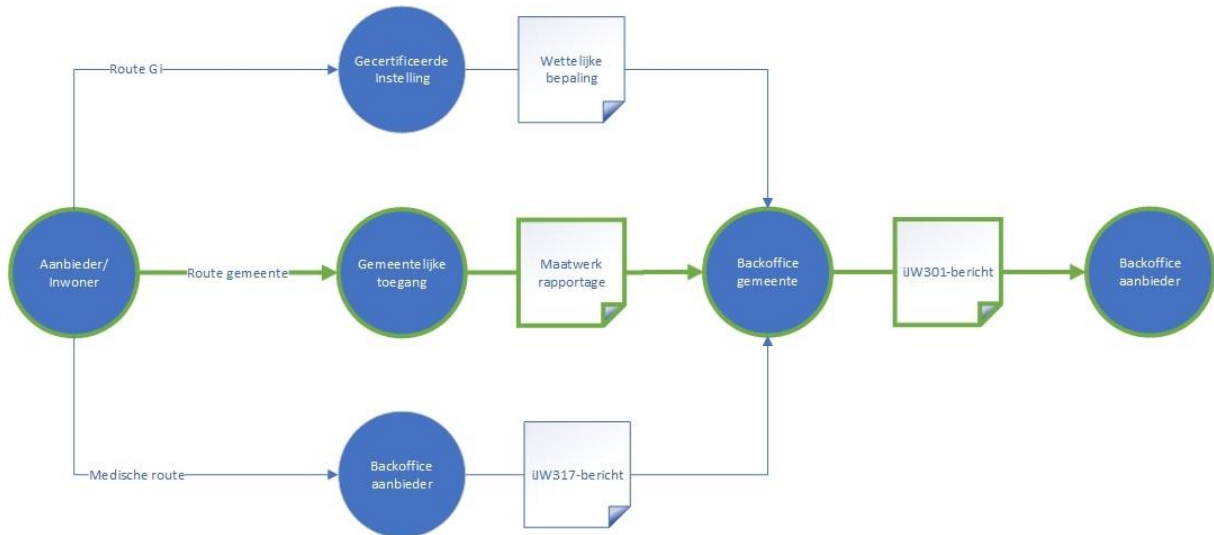 Route Gi
Gecertificeerde
Instelling
Wettelijke
bepaling
Aanbieder/
Inwoner
Route gemeente
Gemeentelijke
toegang
Maatwerk
rapportage
Backoffice
gemeente
iJW301-bericht
Backoffice
aanbieder
Medische route
Backoffice
aanbieder
iJW317-bericht